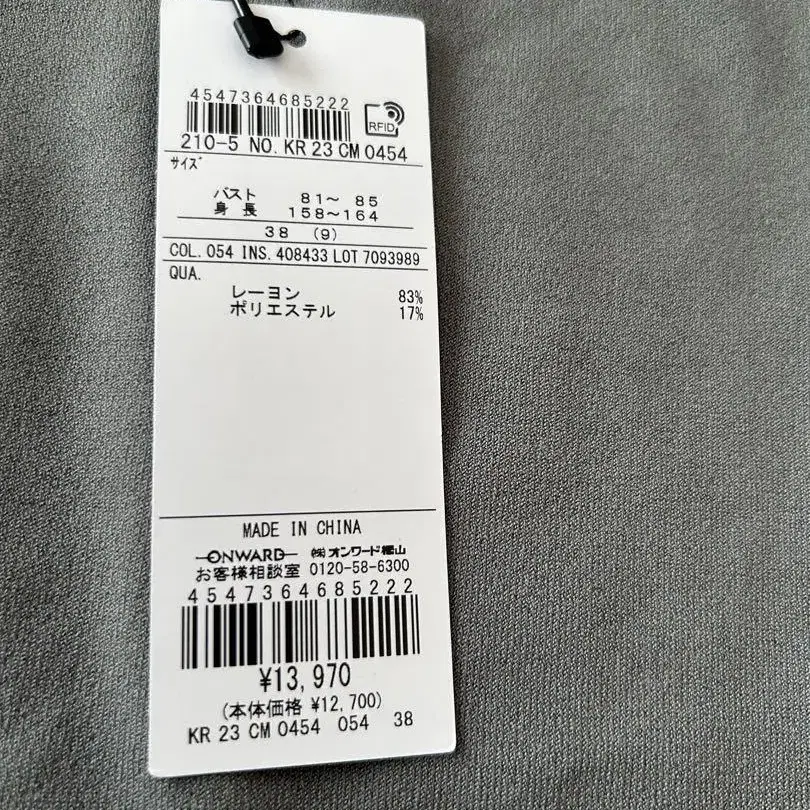 4547364685222
RFID
210-5 NO. KR 23 CM 0454
サイズ
バスト 81～ 85
身長 158～164
38 (9)
COL. 054 INS. 408433 LOT 7093989
QUA.
レーヨン 83%
ポリエステル 17%
MADE IN CHINA
ONWARD ㈱オンワード樫山
お客様相談室 0120-58-6300
4547364685222
¥13,970
(本体価格 ¥12,700)
KR 23 CM 0454 054 38